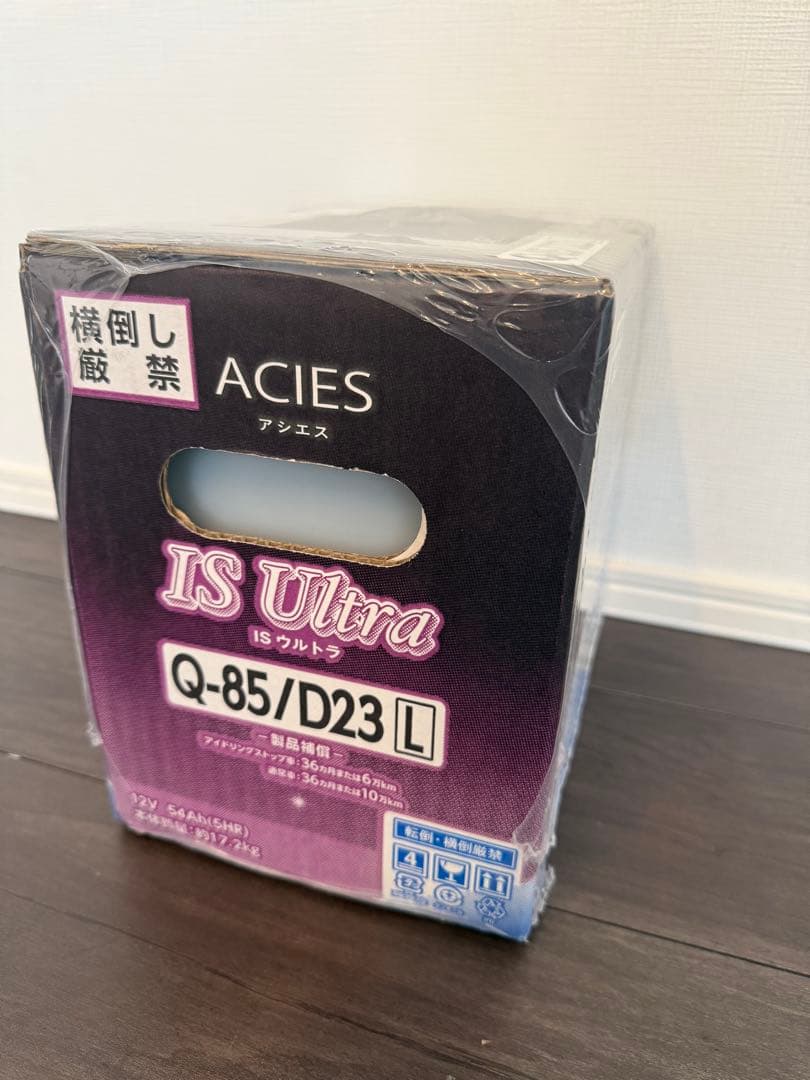 横倒し
厳禁
ACIES
アシエス
IS Ultra
IS ウルトラ
Q-85/D23 L
－製品補償－
アイドリングストップ車：36カ月または6万km
通常車：36カ月または10万km
12V 54Ah(5HR)
本体質量：約17.2kg
転倒・横倒厳禁
4